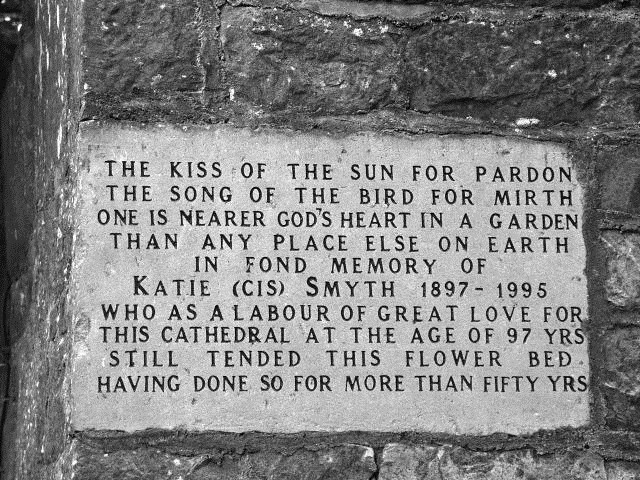 THE KISS OF THE SUN FOR PARDON
THE SONG OF THE BIRD FOR MIRTH
ONE IS NEARER GOD'S HEART IN A GARDEN
THAN ANY PLACE ELSE ON EARTH
IN FOND MEMORY OF
KATIE (CIS) SMYTH 1897-1995
WHO AS A LABOUR OF GREAT LOVE FOR
THIS CATHEDRAL AT THE AGE OF 97 YRS
STILL TENDED THIS FLOWER BED
HAVING DONE SO FOR MORE THAN FIFTY YRS